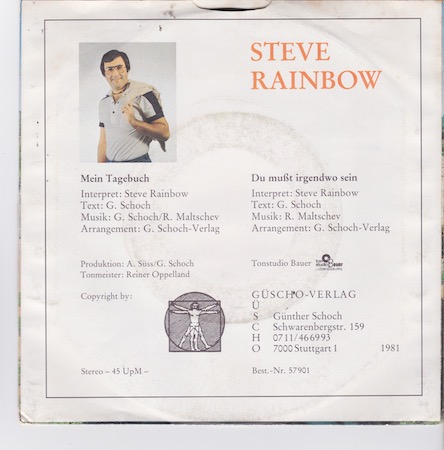 STEVE
RAINBOW
Mein Tagebuch
Interpret: Steve Rainbow
Text: G. Schoch
Musik: G. Schoch/R. Maltschev
Arrangement: G. Schoch-Verlag
Du mußt irgendwo sein
Interpret: Steve Rainbow
Text: G. Schoch
Musik: R. Maltschev
Arrangement: G. Schoch-Verlag
Produktion: A. Süss/G. Schoch
Tonmeister: Reiner Oppelland
Tonstudio Bauer
Copyright by:
GÜSCHO-VERLAG
Ü
S Günther Schoch
C Schwarenbergstr. 159
H 0711/466993
O 7000 Stuttgart 1 1981
Stereo – 45 UpM –
Best.-Nr. 57901